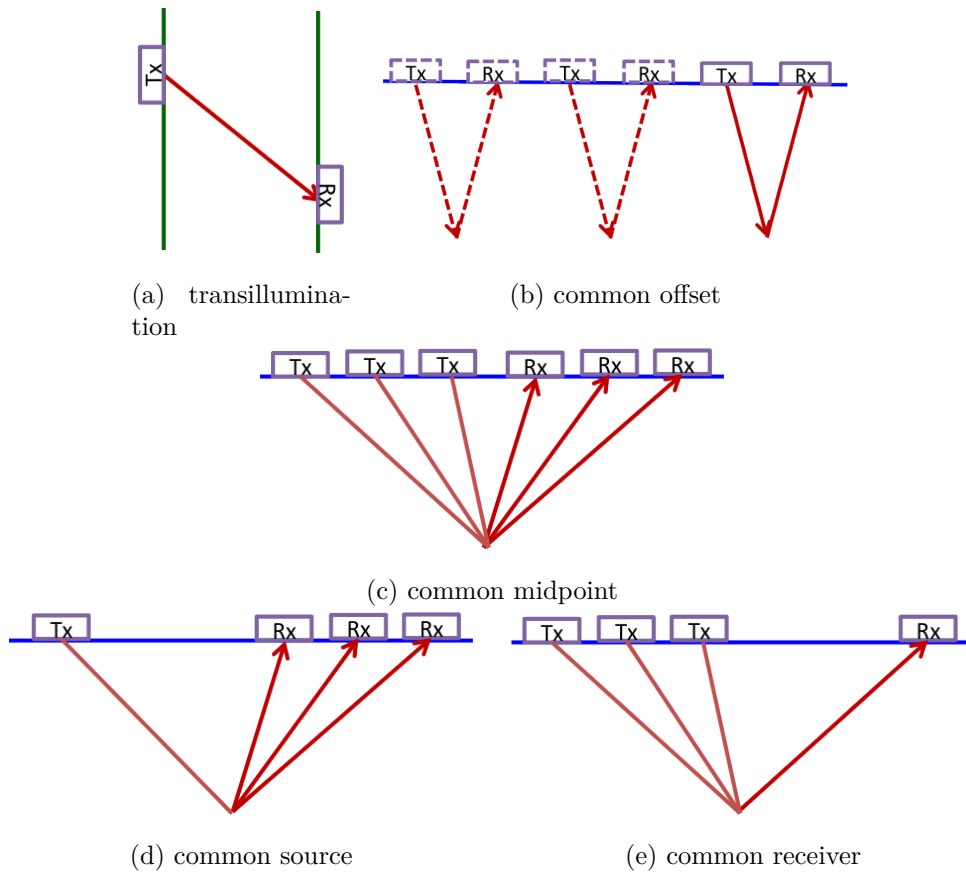 Tx
Rx
(a) transillumina-
tion
Tx Rx Tx Rx Tx Rx
(b) common offset
Tx Tx Tx Rx Rx Rx
(c) common midpoint
Tx Rx Rx Rx
(d) common source
Tx Tx Tx Rx
(e) common receiver